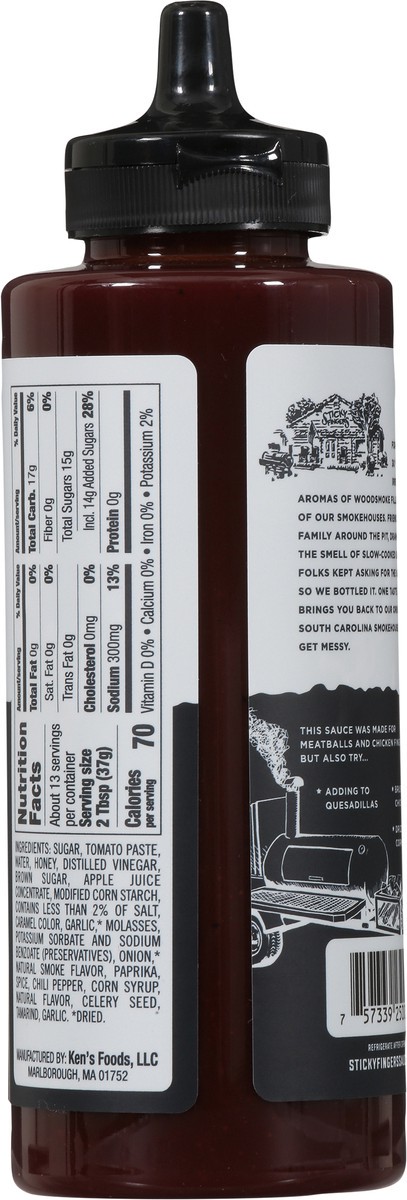 Nutrition
Facts
About 13 servings
per container
Serving size
2 Tbsp (37g)
Calories 70
per serving
Amount/serving % Daily Value
Total Fat 0g 0%
Sat. Fat 0g 0%
Trans Fat 0g
Cholesterol 0mg 0%
Sodium 300mg 13%
Amount/serving % Daily Value
Total Carb. 17g 6%
Fiber 0g 0%
Total Sugars 15g
Incl. 14g Added Sugars 28%
Protein 0g
Vitamin D 0% • Calcium 0% • Iron 0% • Potassium 2%
INGREDIENTS: SUGAR, TOMATO PASTE,
WATER, HONEY, DISTILLED VINEGAR,
BROWN SUGAR, APPLE JUICE
CONCENTRATE, MODIFIED CORN STARCH,
CONTAINS LESS THAN 2% OF SALT,
CARAMEL COLOR, GARLIC,* MOLASSES,
POTASSIUM SORBATE AND SODIUM
BENZOATE (PRESERVATIVES), ONION,*
NATURAL SMOKE FLAVOR, PAPRIKA,
SPICE, CHILI PEPPER, CORN SYRUP,
NATURAL FLAVOR, CELERY SEED,
TAMARIND, GARLIC. *DRIED.
MANUFACTURED BY: Ken's Foods, LLC
MARLBOROUGH, MA 01752
STICKY
FINGERS
AROMAS OF WOODSMOKE
OF OUR SMOKEHOUSES.
FAMILY AROUND THE PIT,
THE SMELL OF SLOW-COOKED
FOLKS KEPT ASKING FOR
SO WE BOTTLED IT. ONE
BRINGS YOU BACK TO OUR
SOUTH CAROLINA
GET MESSY.
THIS SAUCE WAS MADE FOR
MEATBALLS AND CHICKEN
BUT ALSO TRY...
* ADDING TO
QUESADILLAS
7 57339
REFRIGERATE AFTER